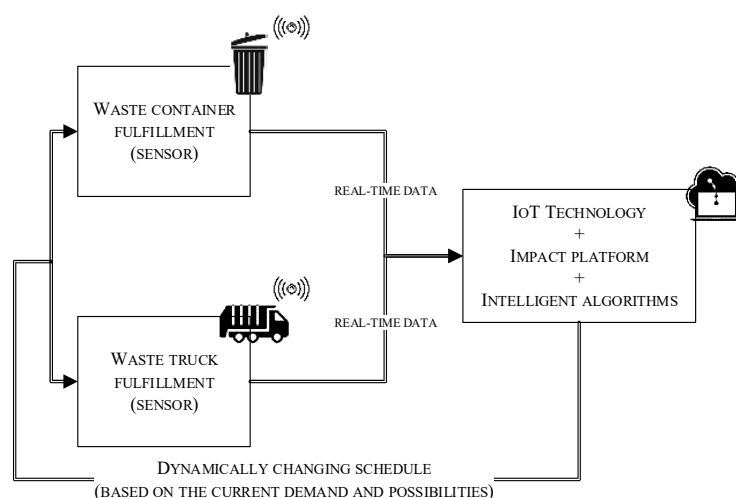 WASTE CONTAINER
FULFILLMENT
(SENSOR)
REAL-TIME DATA
IOT TECHNOLOGY
+
IMPACT PLATFORM
+
INTELLIGENT ALGORITHMS
REAL-TIME DATA
WASTE TRUCK
FULFILLMENT
(SENSOR)
DYNAMICALLY CHANGING SCHEDULE
(BASED ON THE CURRENT DEMAND AND POSSIBILITIES)